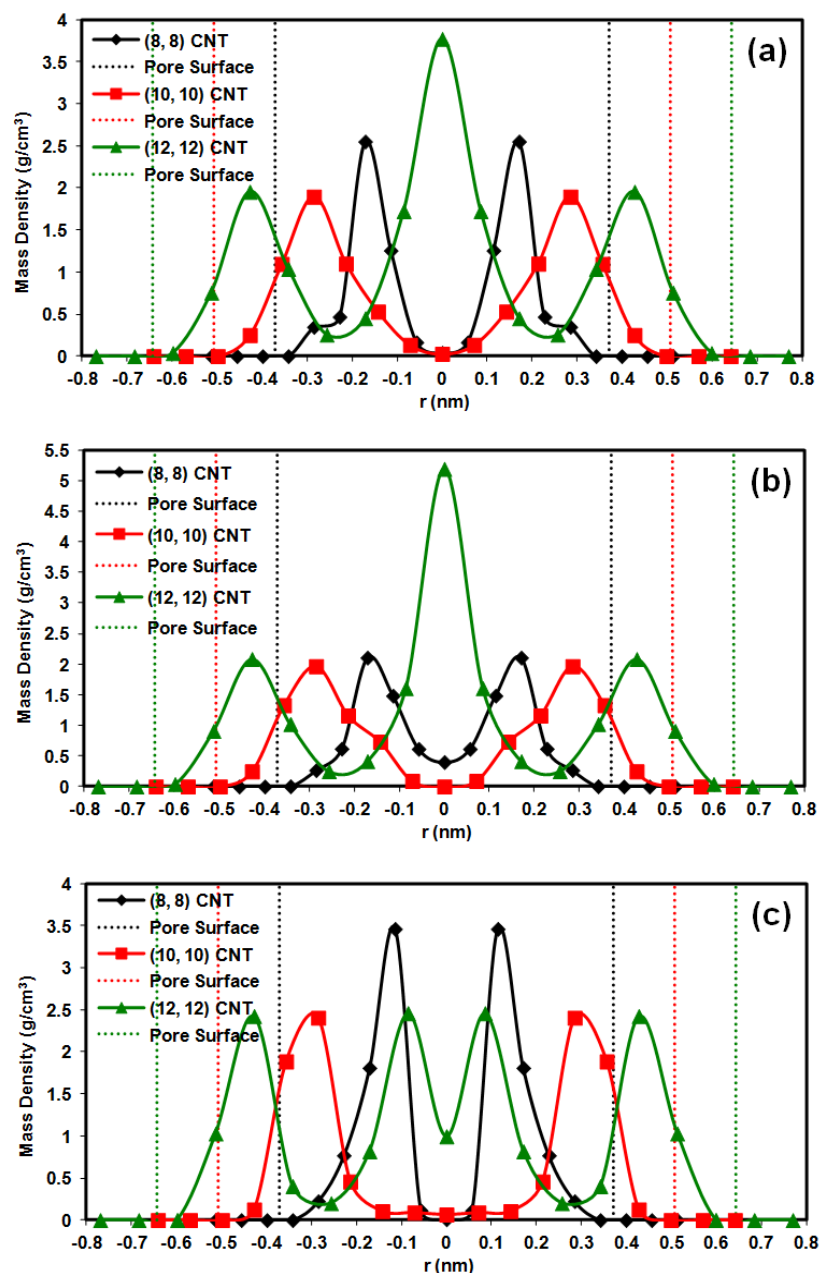 4
(8, 8) CNT
(a)
3.5
Pore Surface
3
(10, 10) CNT
Pore Surface
2.5
(12, 12) CNT
2
Pore Surface
1.5
1
0.5
0
Mass Density (g/cm³)
-0.8 -0.7 -0.6 -0.5 -0.4 -0.3 -0.2 -0.1 0 0.1 0.2 0.3 0.4 0.5 0.6 0.7 0.8
r (nm)
5.5
(8, 8) CNT
(b)
5
Pore Surface
4.5
4
(10, 10) CNT
3.5
Pore Surface
3
(12, 12) CNT
2.5
Pore Surface
2
1.5
1
0.5
0
Mass Density (g/cm³)
-0.8 -0.7 -0.6 -0.5 -0.4 -0.3 -0.2 -0.1 0 0.1 0.2 0.3 0.4 0.5 0.6 0.7 0.8
r (nm)
4
(8, 8) CNT
(c)
3.5
Pore Surface
(10, 10) CNT
3
Pore Surface
2.5
(12, 12) CNT
Pore Surface
2
1.5
1
0.5
0
Mass Density (g/cm³)
-0.8 -0.7 -0.6 -0.5 -0.4 -0.3 -0.2 -0.1 0 0.1 0.2 0.3 0.4 0.5 0.6 0.7 0.8
r (nm)